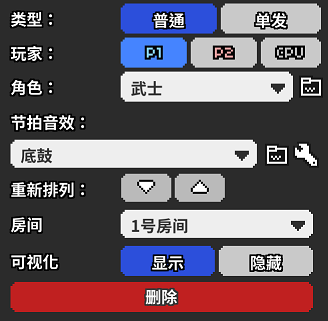 类型： 普通 单发
玩家： P1 P2 CPU
角色： 武士
节拍音效：
底鼓
重新排列：
房间 1号房间
可视化 显示 隐藏
删除